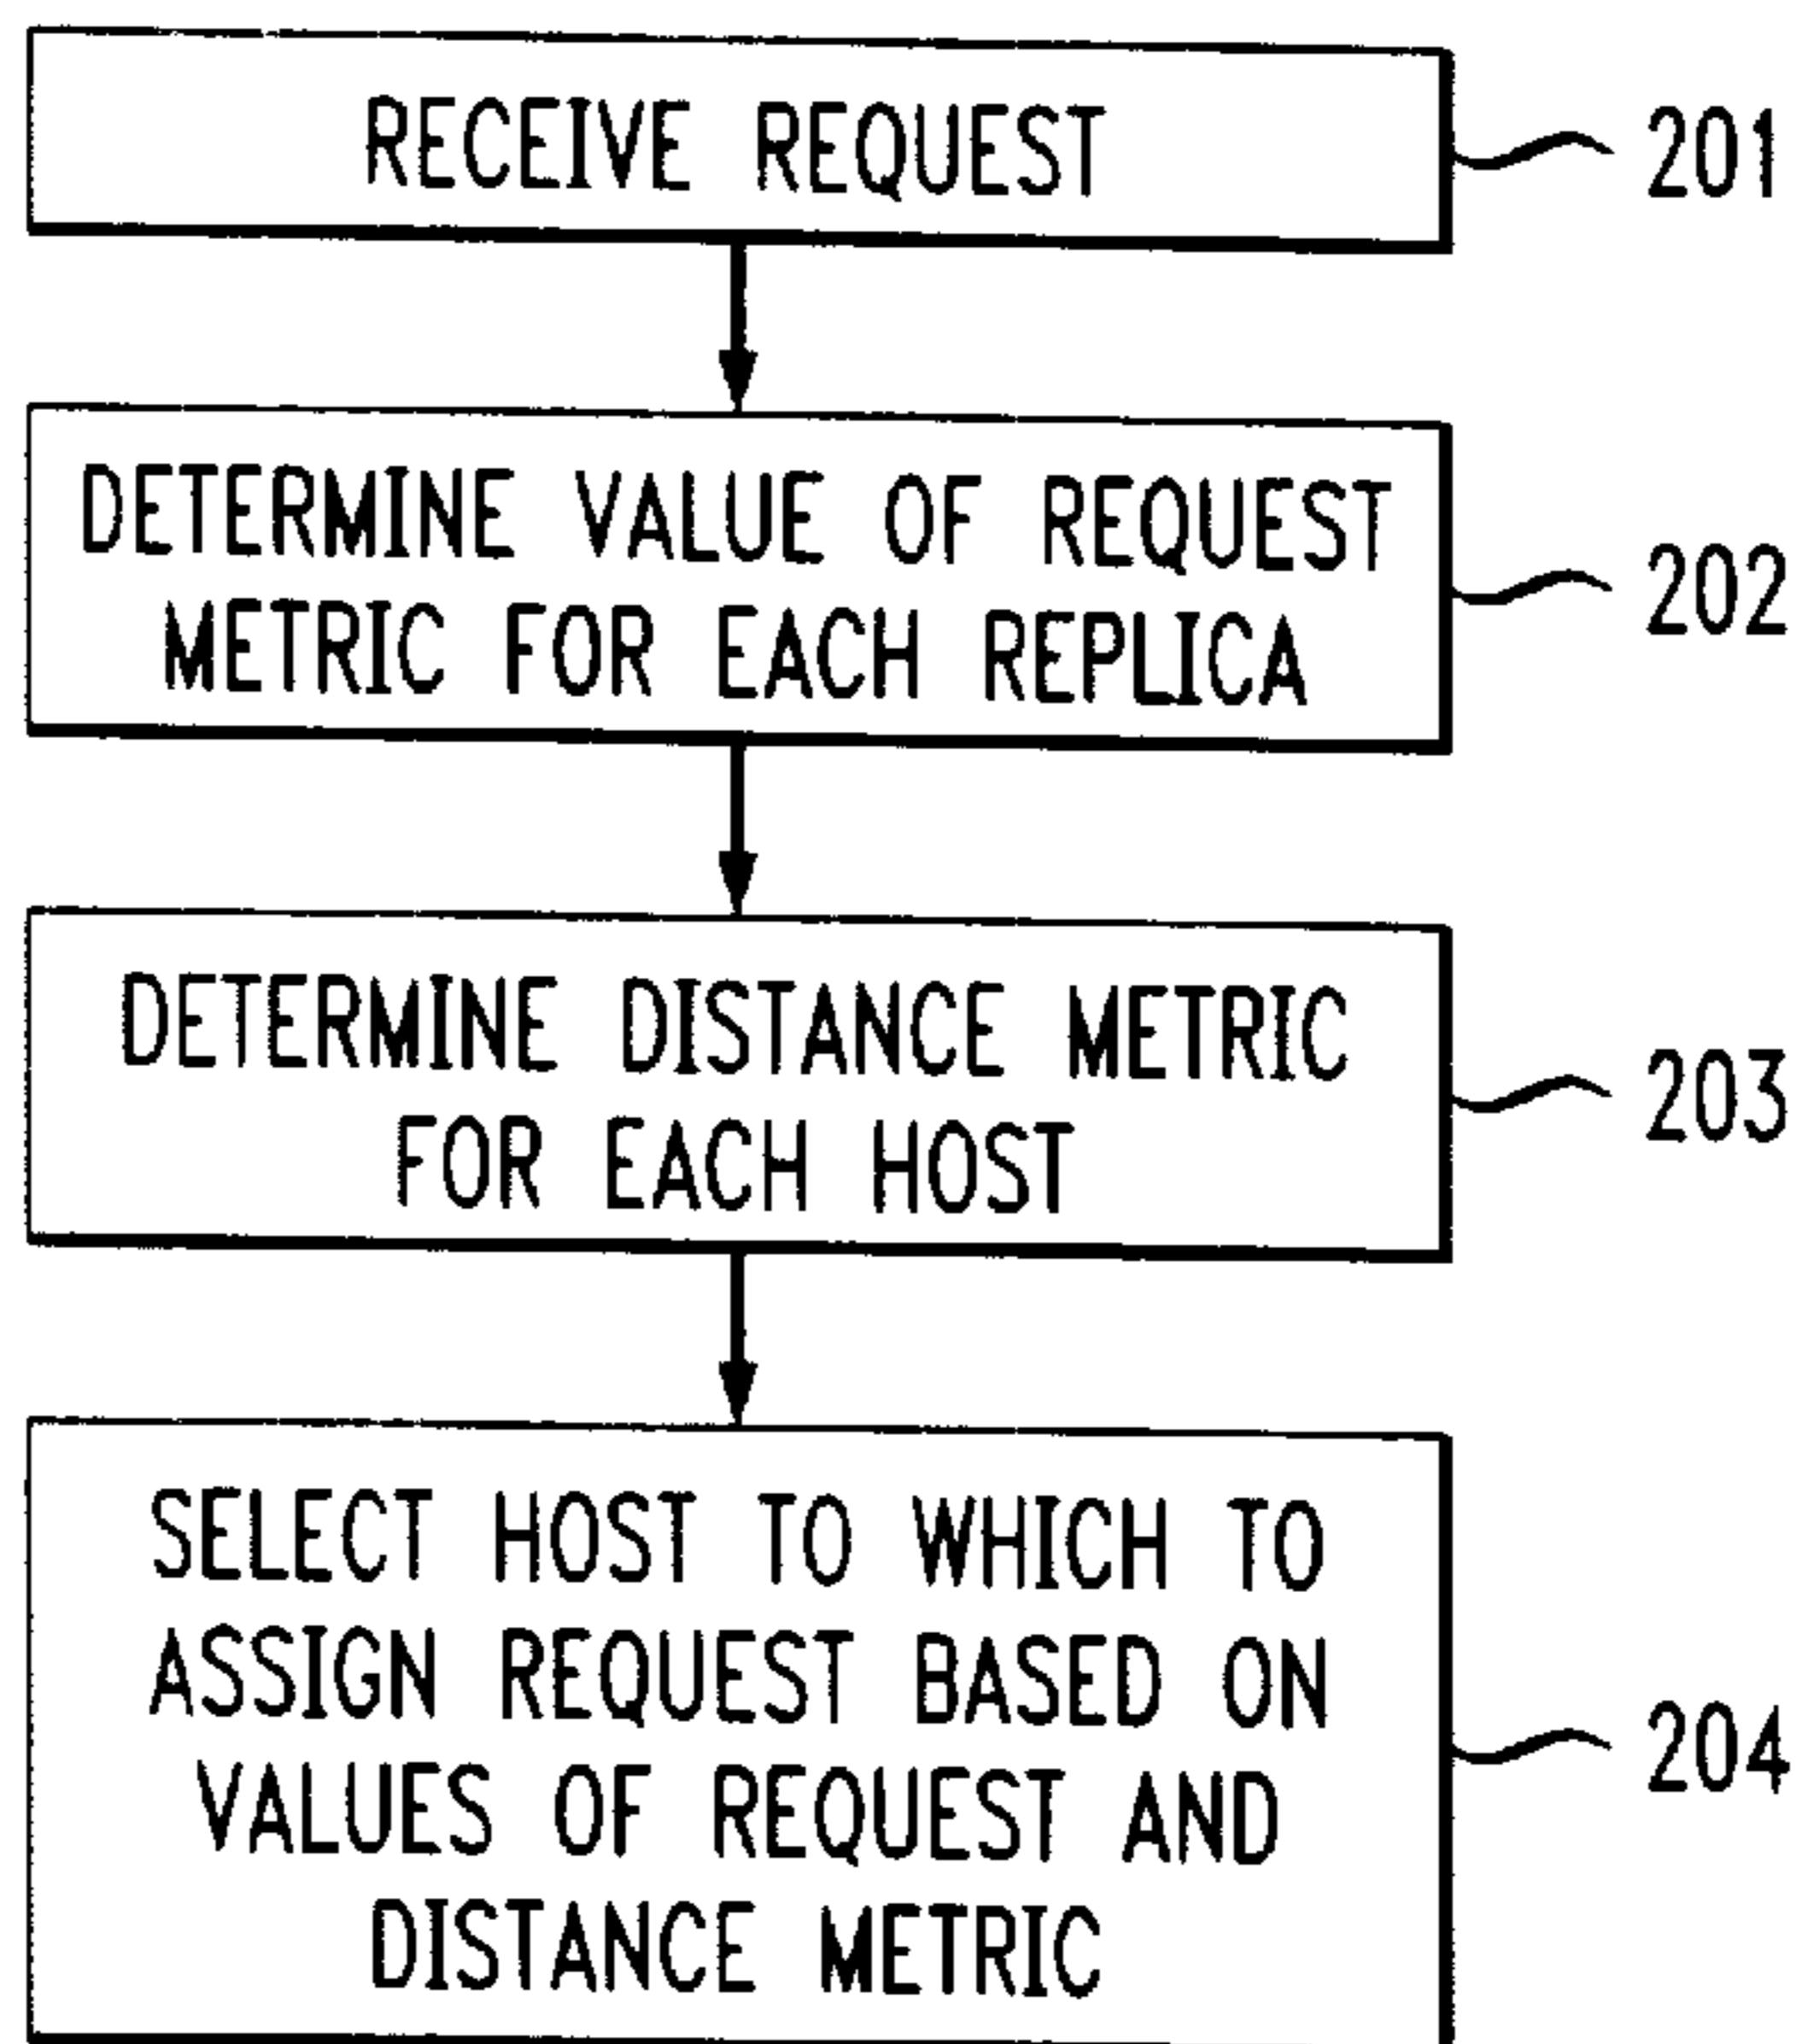 RECEIVE REQUEST
201
DETERMINE VALUE OF REQUEST
METRIC FOR EACH REPLICA
202
DETERMINE DISTANCE METRIC
FOR EACH HOST
203
SELECT HOST TO WHICH TO
ASSIGN REQUEST BASED ON
VALUES OF REQUEST AND
DISTANCE METRIC
204